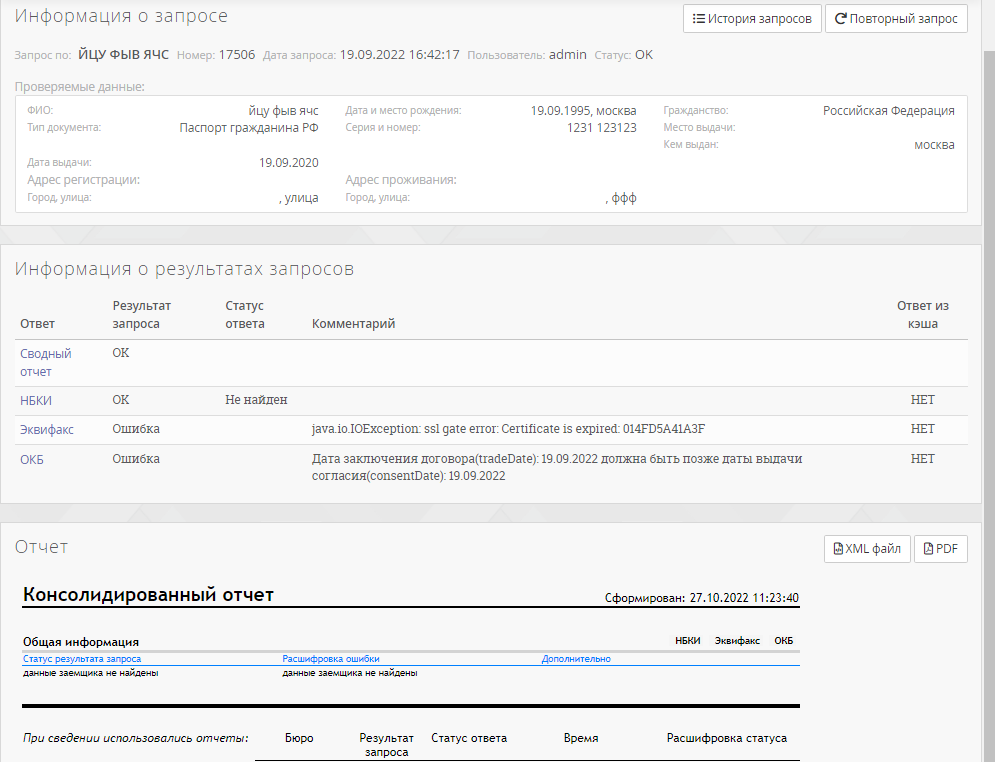 Информация о запросе
История запросов
Повторный запрос
Запрос по: ЙЦУ ФЫВ ЯЧС Номер: 17506 Дата запроса: 19.09.2022 16:42:17 Пользователь: admin Статус: OK
Проверяемые данные:
ФИО: йцу фыв ячс Дата и место рождения: 19.09.1995, москва Гражданство: Российская Федерация
Тип документа: Паспорт гражданина РФ Серия и номер: 1231 123123 Место выдачи:
Кем выдан: москва
Дата выдачи: 19.09.2020
Адрес регистрации: Адрес проживания:
Город, улица: , улица Город, улица: , ффф
Информация о результатах запросов
Ответ Результат запроса Статус ответа Комментарий Ответ из кэша
Сводный отчет OK
НБКИ OK Не найден НЕТ
Эквифакс Ошибка java.io.IOException: ssl gate error: Certificate is expired: 014FD5A41A3F НЕТ
ОКБ Ошибка Дата заключения договора(tradeDate): 19.09.2022 должна быть позже даты выдачи НЕТ
согласия(consentDate): 19.09.2022
Отчет
XML файл
PDF
Консолидированный отчет Сформирован: 27.10.2022 11:23:40
Общая информация НБКИ Эквифакс ОКБ
Статус результата запроса Расшифровка ошибки Дополнительно
данные заемщика не найдены данные заемщика не найдены
При сведении использовались отчеты: Бюро Результат запроса Статус ответа Время Расшифровка статуса